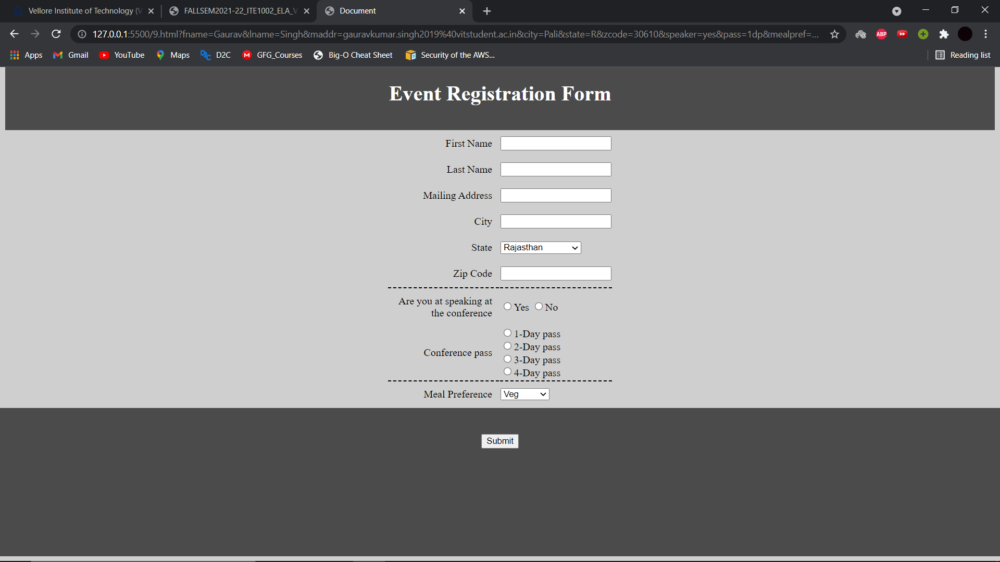 Vellore Institute of Technology (V
FALLSEM2021-22_ITE1002_ELA_V
Document
127.0.0.1:5500/9.html?fname=Gaurav&lname=Singh&maddr=gauravkumar.singh2019%40vitstudent.ac.in&city=Pali&state=R&zcode=30610&speaker=yes&pass=1dp&mealpref=...
ABP
Apps
Gmail
YouTube
Maps
D2C
GFG_Courses
Big-O Cheat Sheet
Security of the AWS...
Reading list
Event Registration Form
First Name
Last Name
Mailing Address
City
State Rajasthan
Zip Code
Are you at speaking at
the conference
Yes No
Conference pass
1-Day pass
2-Day pass
3-Day pass
4-Day pass
Meal Preference Veg
Submit